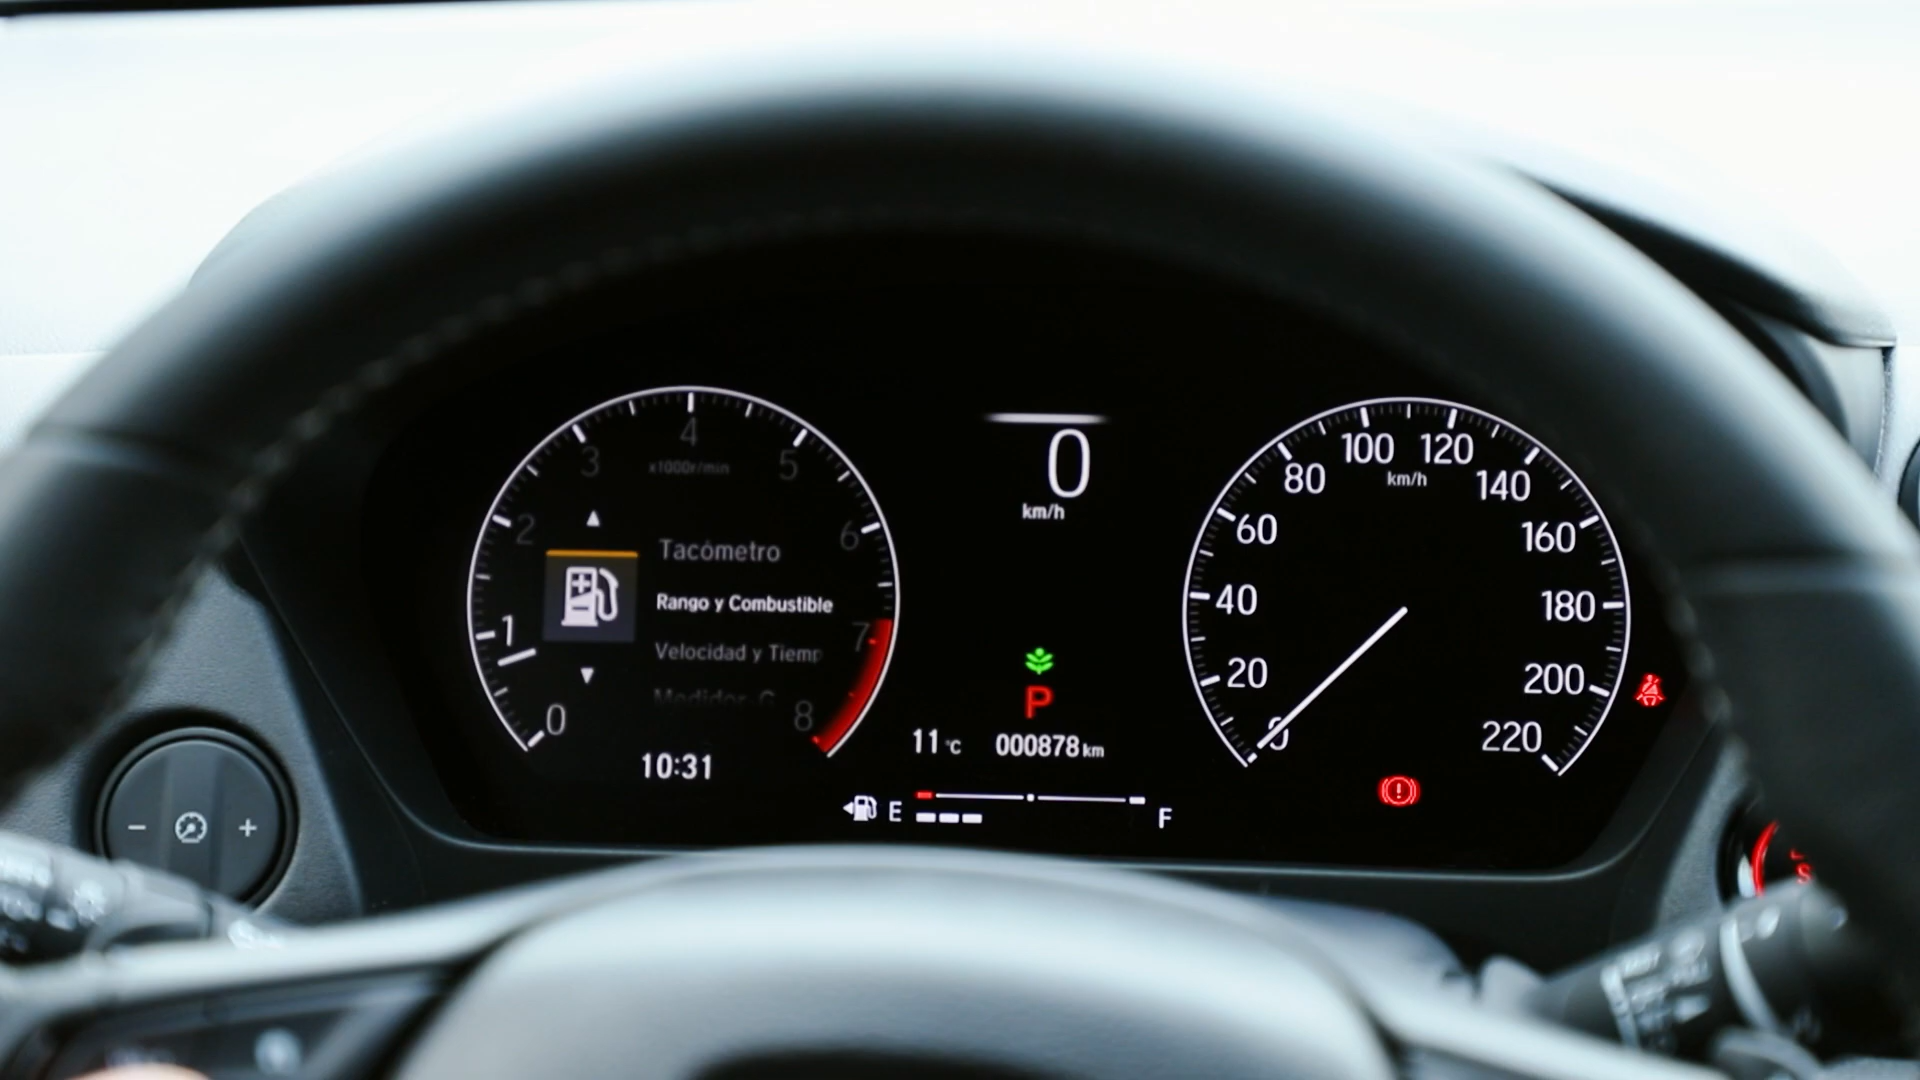 4
3
5
x1000r/min
2
6
Tacómetro
Rango y Combustible
1
7
Velocidad y Tiemp
Medidor C
0
8
10:31
0
km/h
P
11 °C
000878 km
E
F
100
120
80
km/h
140
60
160
40
180
20
200
0
220
- +